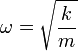 ω = √(k/m)